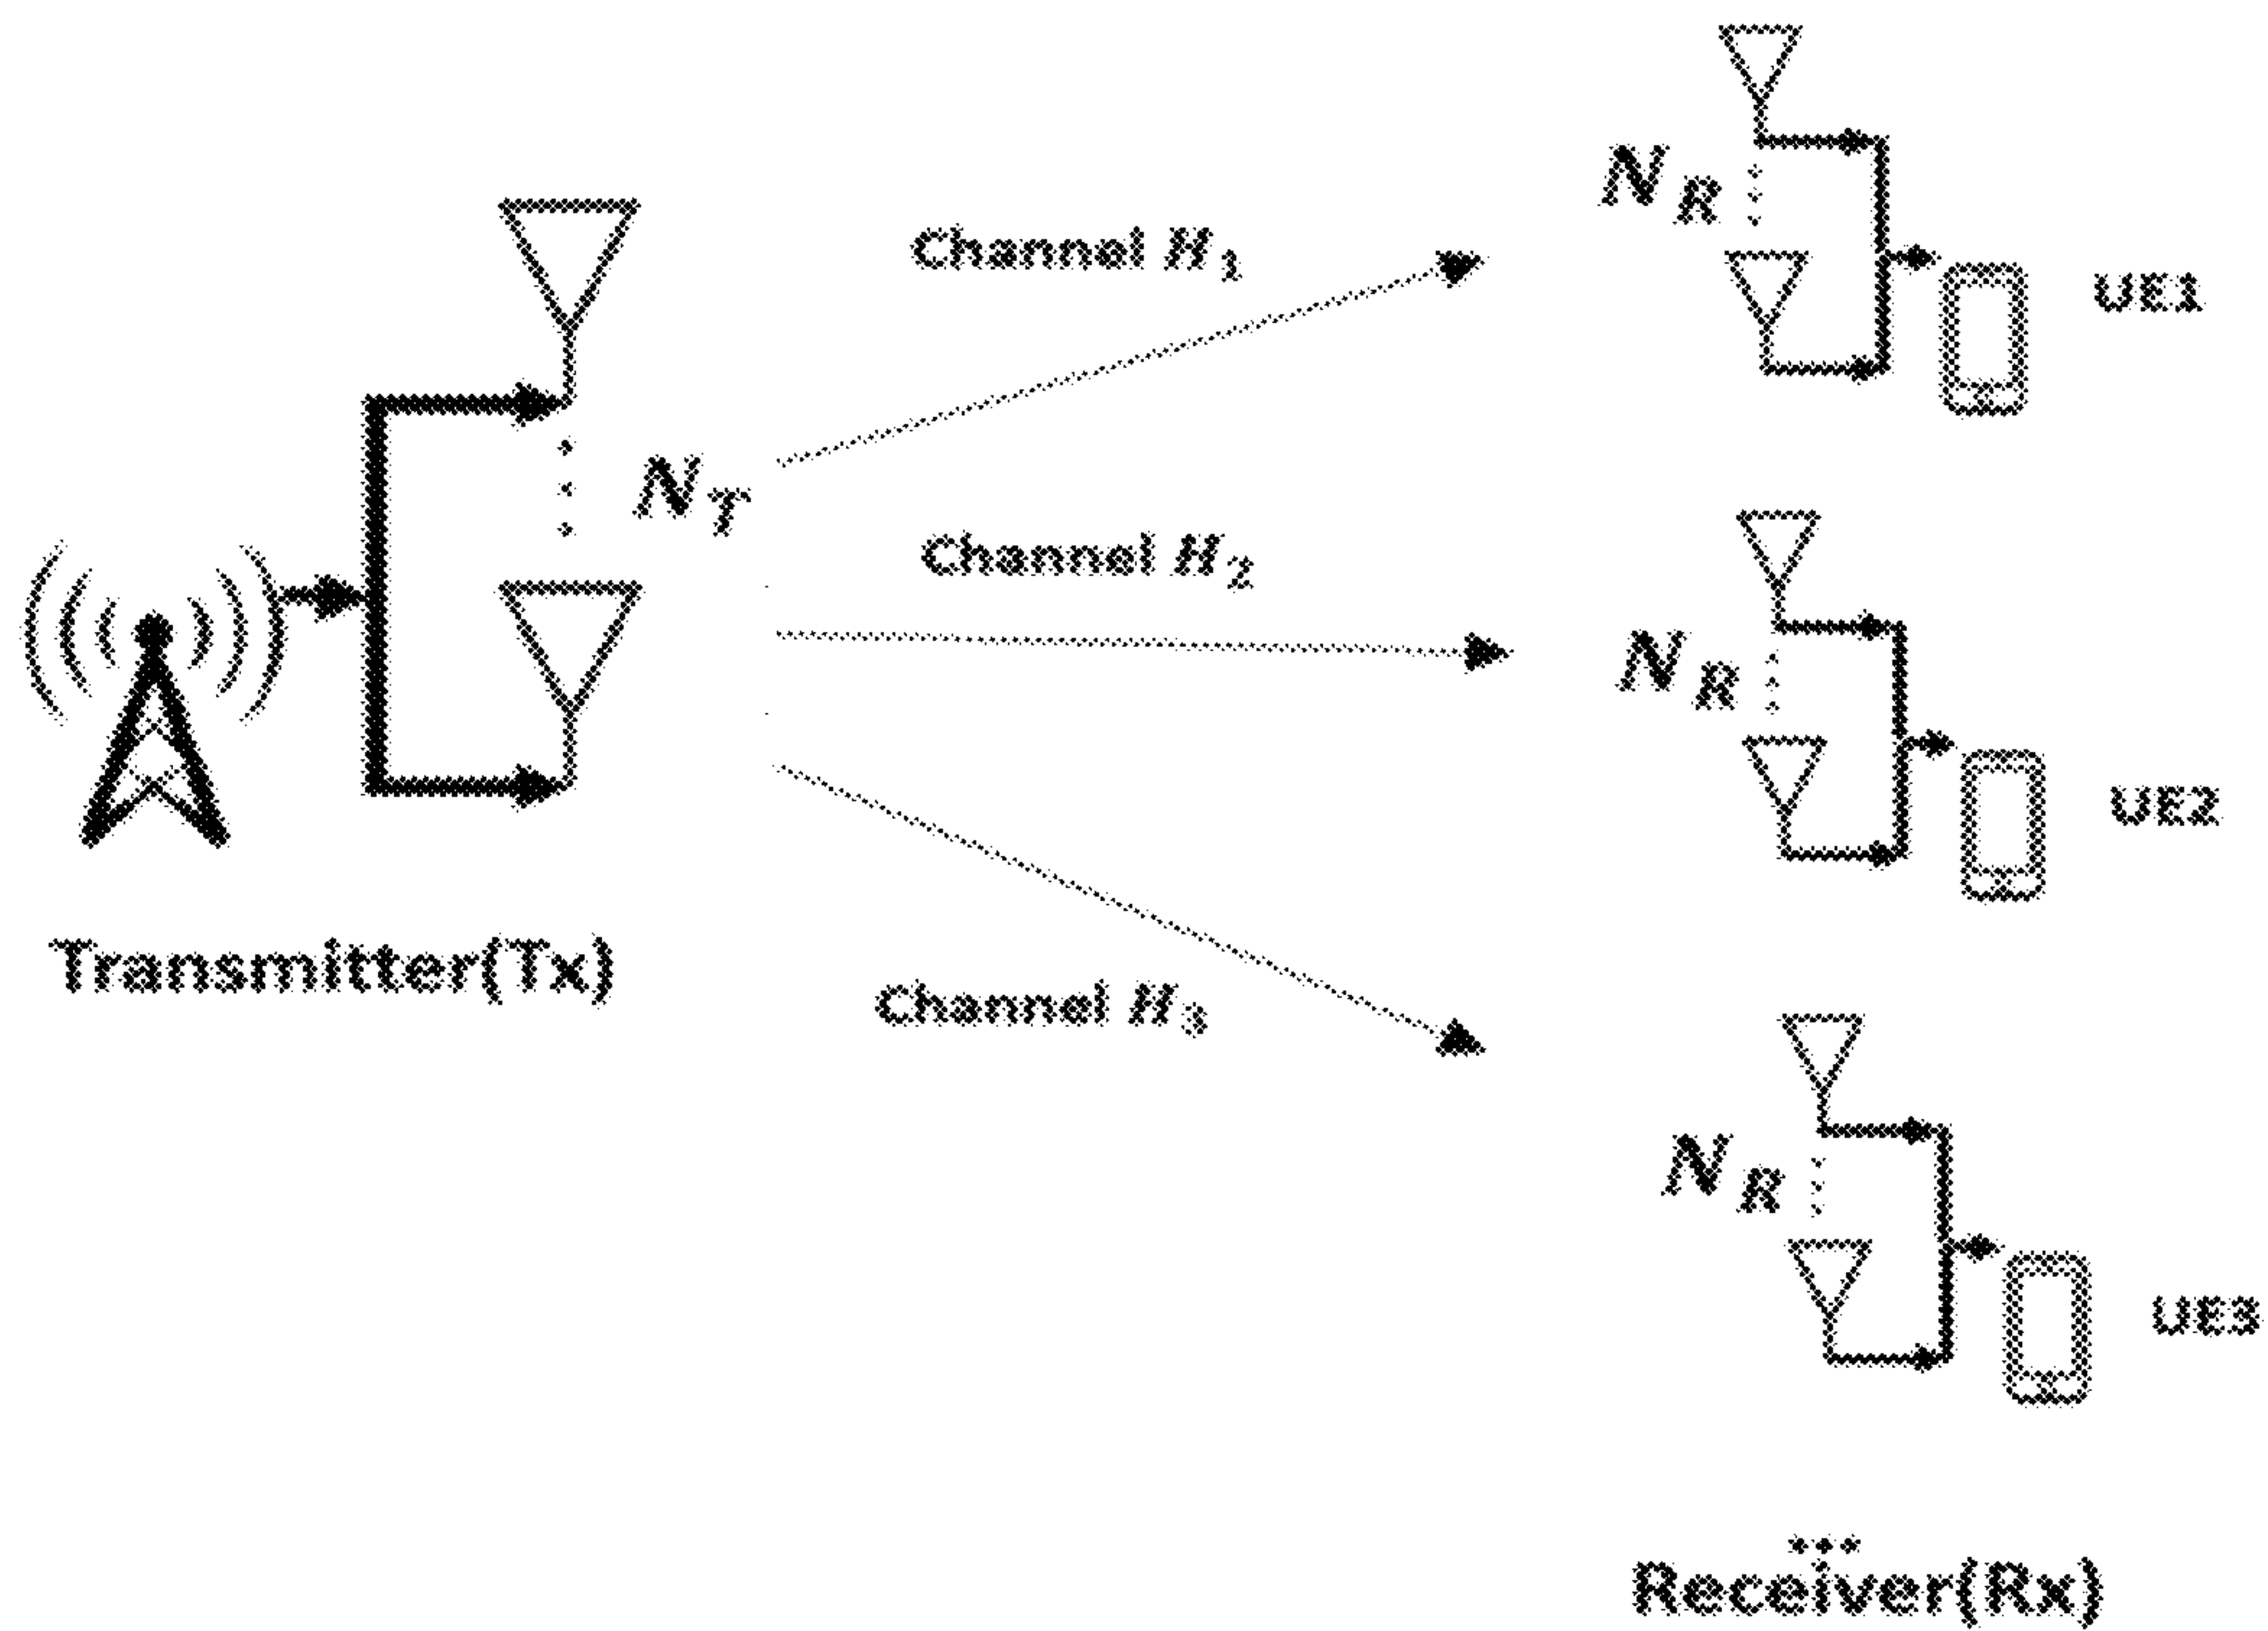 N_R
UE1
Channel H_1
N_T
Channel H_2
N_R
UE2
Transmitter(Tx)
Channel H_3
N_R
UE3
...
Receiver(Rx)